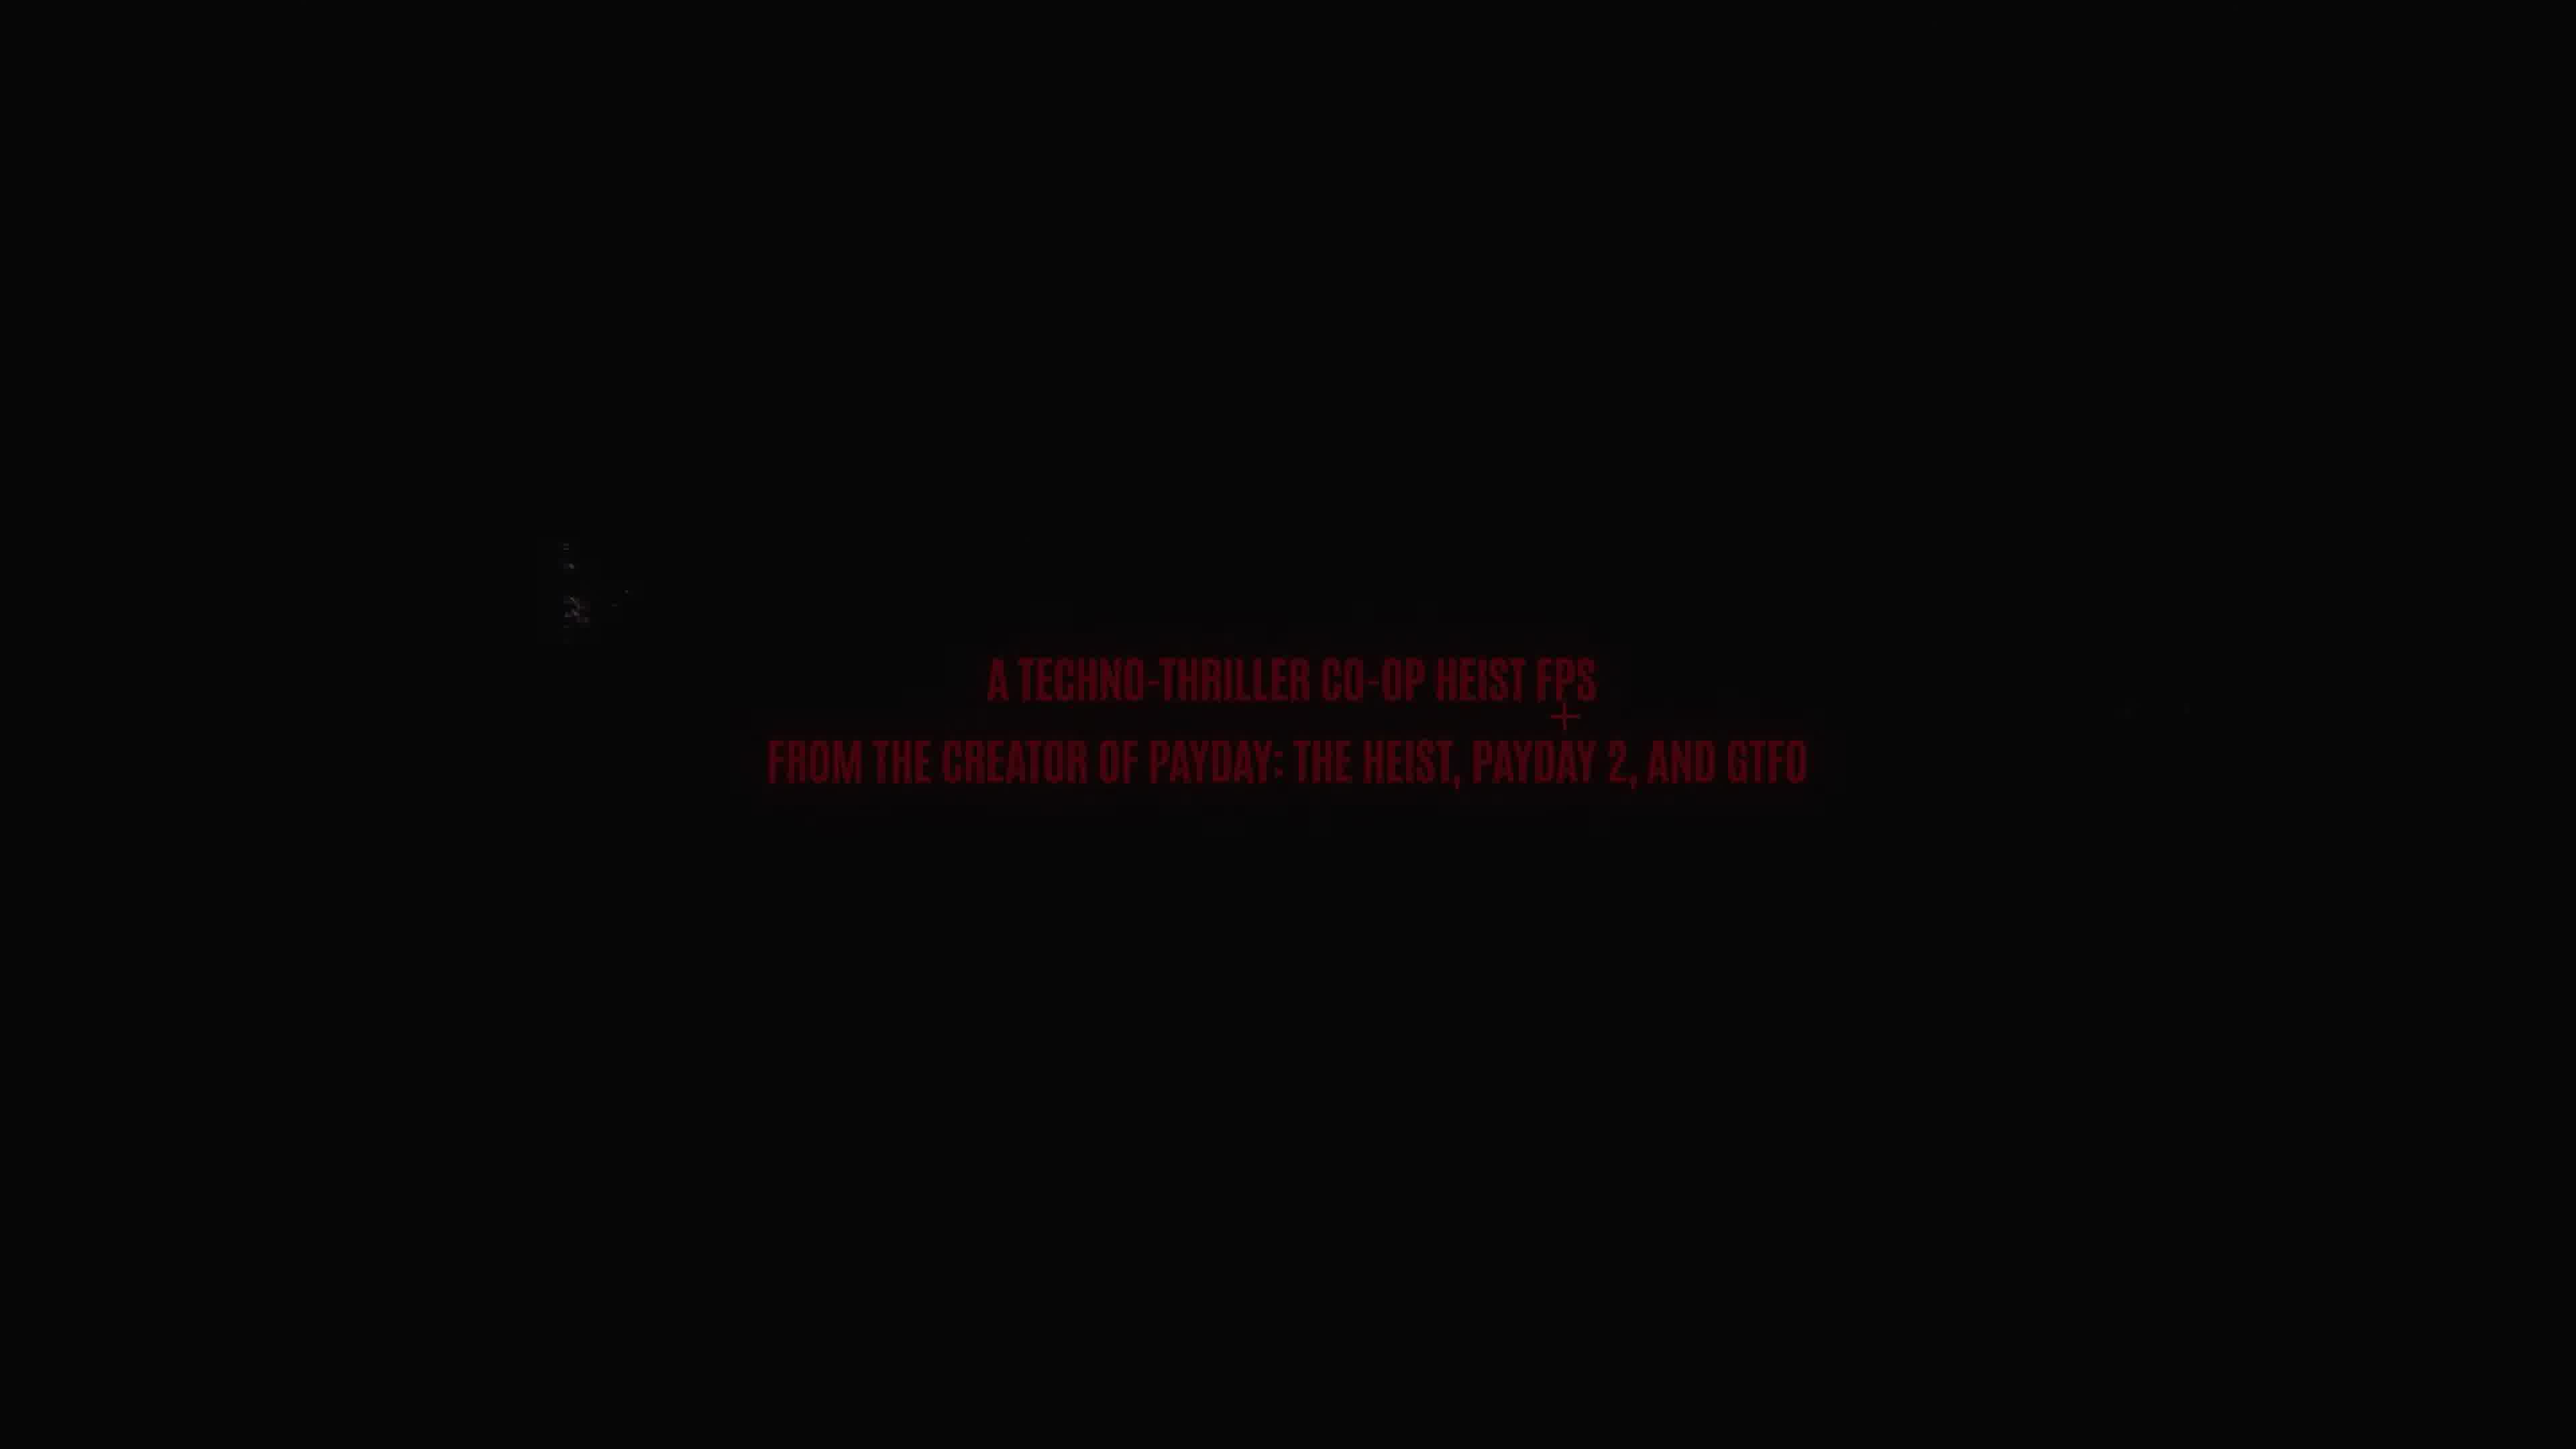 A TECHNO-THRILLER CO-OP HEIST FPS
FROM THE CREATOR OF PAYDAY: THE HEIST, PAYDAY 2, AND GTFO